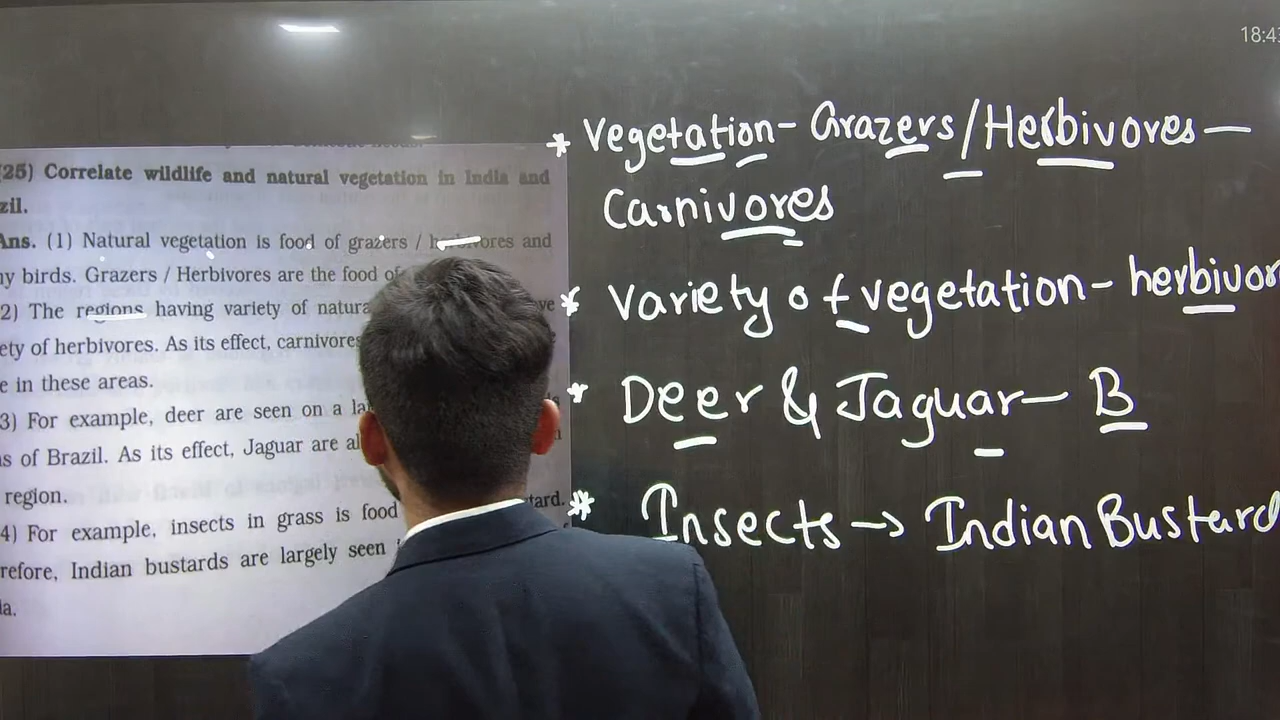 18:43
(25) Correlate wildlife and natural vegetation in India and
zil.
Ans. (1) Natural vegetation is food of grazers / herbivores and
ny birds. Grazers / Herbivores are the food of
2) The regions having variety of natura
ety of herbivores. As its effect, carnivores
e in these areas.
3) For example, deer are seen on a la
as of Brazil. As its effect, Jaguar are al
region.
4) For example, insects in grass is food tard.
refore, Indian bustards are largely seen
ia.
* Vegetation - Grazers / Herbivores —
Carnivores
* Variety of vegetation - herbivor
* Deer & Jaguar — B
* Insects → Indian Bustard